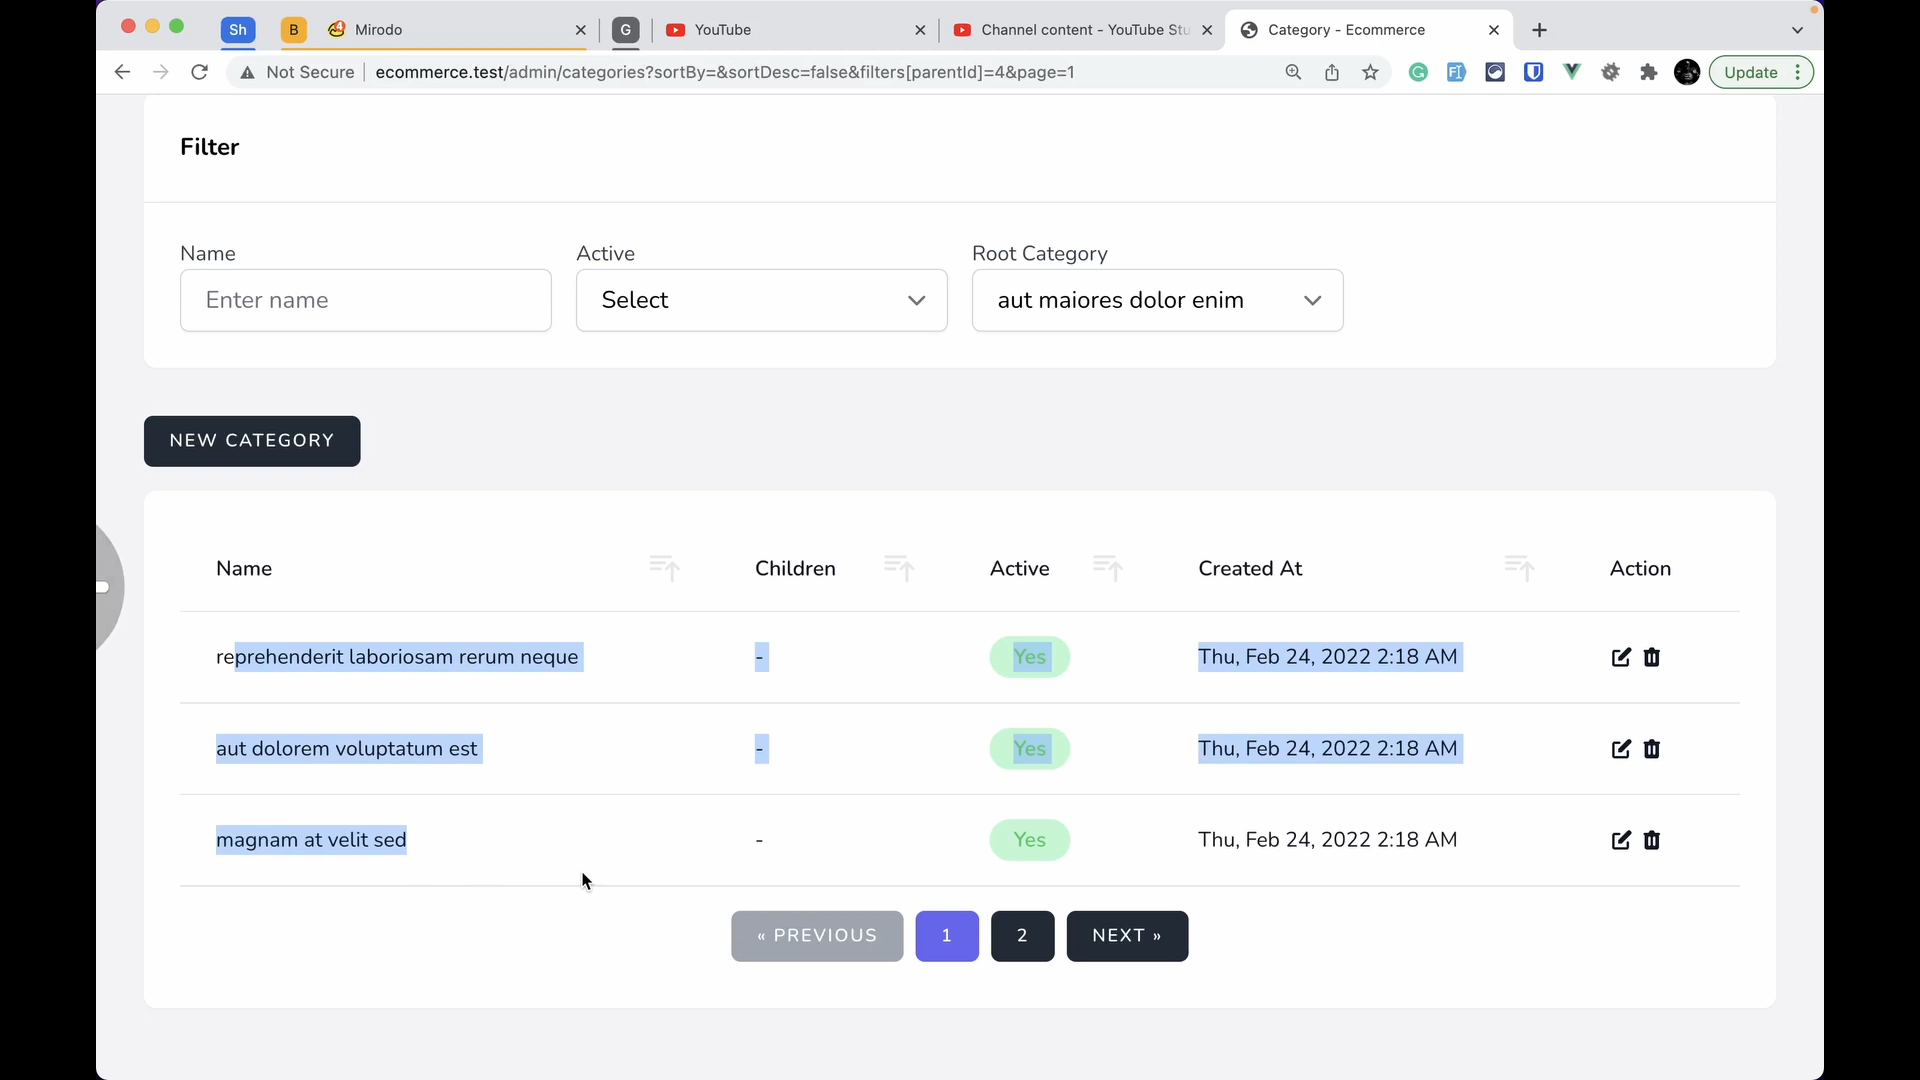 Sh B Mirodo G YouTube Channel content - YouTube Stu Category - Ecommerce
Not Secure ecommerce.test/admin/categories?sortBy=&sortDesc=false&filters[parentId]=4&page=1 Update
Filter
Name Active Root Category
Enter name Select aut maiores dolor enim
NEW CATEGORY
Name Children Active Created At Action
reprehenderit laboriosam rerum neque - Yes Thu, Feb 24, 2022 2:18 AM
aut dolorem voluptatum est - Yes Thu, Feb 24, 2022 2:18 AM
magnam at velit sed - Yes Thu, Feb 24, 2022 2:18 AM
« PREVIOUS 1 2 NEXT »